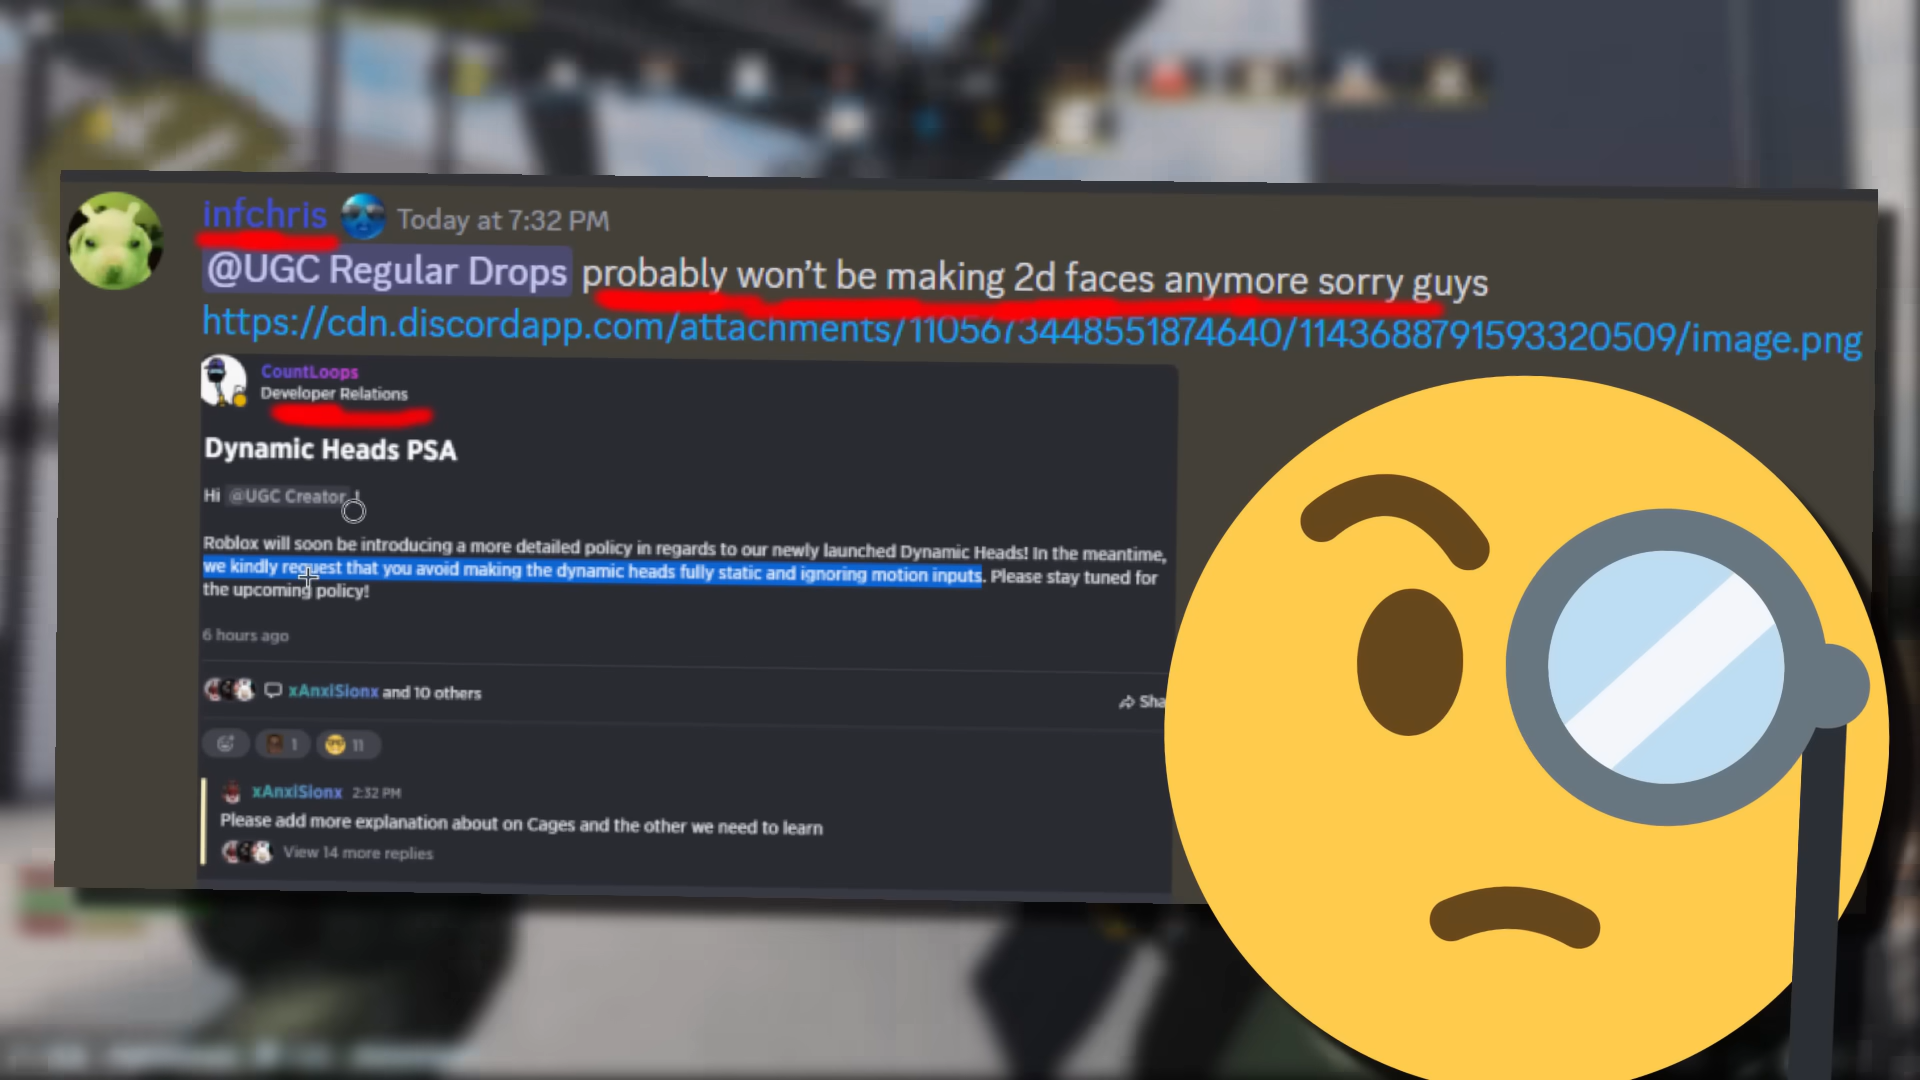 infchris Today at 7:32 PM
@UGC Regular Drops probably won't be making 2d faces anymore sorry guys
https://cdn.discordapp.com/attachments/1105673448551874640/1143688791593320509/image.png
CountLoops
Developer Relations
Dynamic Heads PSA
Hi @UGC Creator !
Roblox will soon be introducing a more detailed policy in regards to our newly launched Dynamic Heads! In the meantime,
we kindly request that you avoid making the dynamic heads fully static and ignoring motion inputs. Please stay tuned for
the upcoming policy!
6 hours ago
xAnxiSionx and 10 others
Sha
1 11
xAnxiSionx 2:32 PM
Please add more explanation about on Cages and the other we need to learn
View 14 more replies